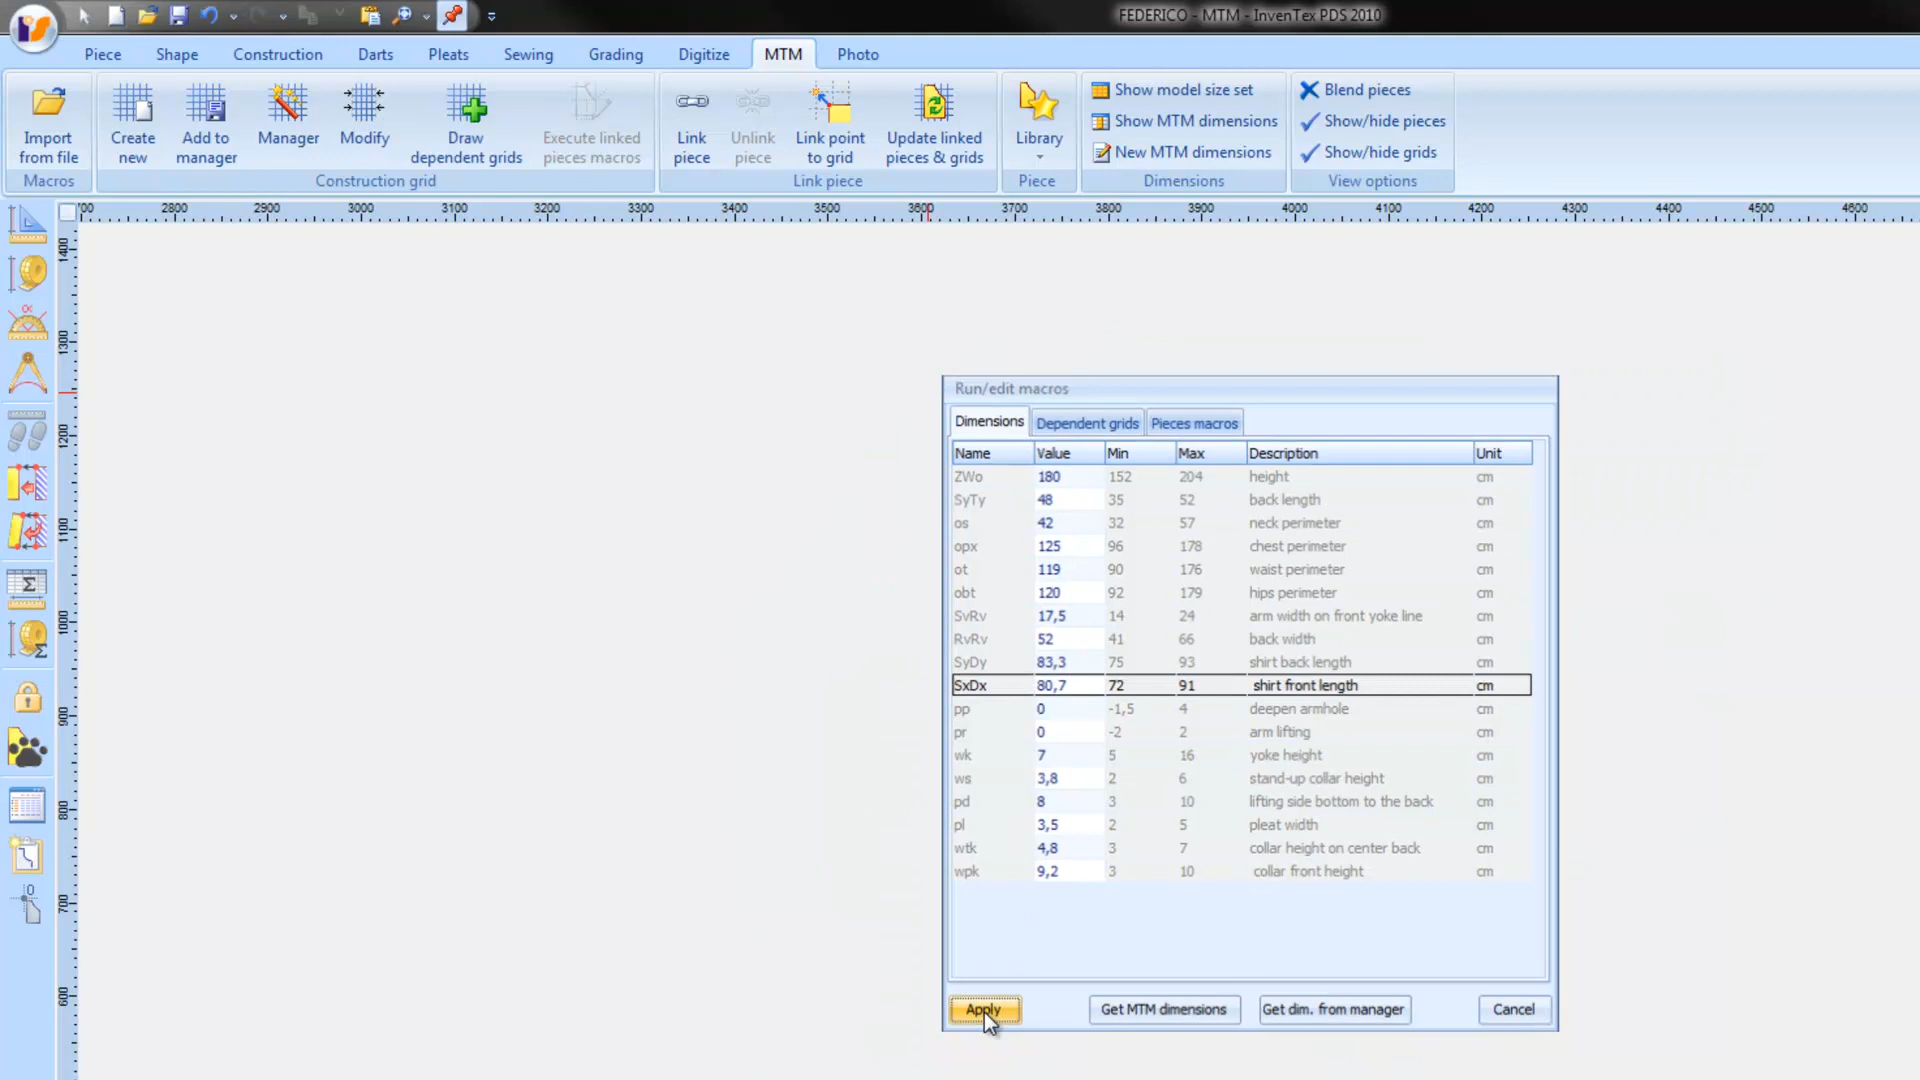 FEDERICO - MTM - InvenTex PDS 2010
Piece Shape Construction Darts Pleats Sewing Grading Digitize MTM Photo
Import from file
Create new
Add to manager
Manager
Modify
Draw dependent grids
Execute linked pieces macros
Link piece
Unlink piece
Link point to grid
Update linked pieces & grids
Library
Show model size set
Show MTM dimensions
New MTM dimensions
Blend pieces
Show/hide pieces
Show/hide grids
Macros Construction grid Link piece Piece Dimensions View options
700 2800 2900 3000 3100 3200 3300 3400 3500 3600 3700 3800 3900 4000 4100 4200 4300 4400 4500 4600
1400
1300
1200
1100
1000
900
800
700
600
Run/edit macros
Dimensions Dependent grids Pieces macros
Name Value Min Max Description Unit
ZWo 180 152 204 height cm
SyTy 48 35 52 back length cm
os 42 32 57 neck perimeter cm
opx 125 96 178 chest perimeter cm
ot 119 90 176 waist perimeter cm
obt 120 92 179 hips perimeter cm
SvRv 17,5 14 24 arm width on front yoke line cm
RvRv 52 41 66 back width cm
SyDy 83,3 75 93 shirt back length cm
SxDx 80,7 72 91 shirt front length cm
pp 0 -1,5 4 deepen armhole cm
pr 0 -2 2 arm lifting cm
wk 7 5 16 yoke height cm
ws 3,8 2 6 stand-up collar height cm
pd 8 3 10 lifting side bottom to the back cm
pl 3,5 2 5 pleat width cm
wtk 4,8 3 7 collar height on center back cm
wpk 9,2 3 10 collar front height cm
Apply Get MTM dimensions Get dim. from manager Cancel